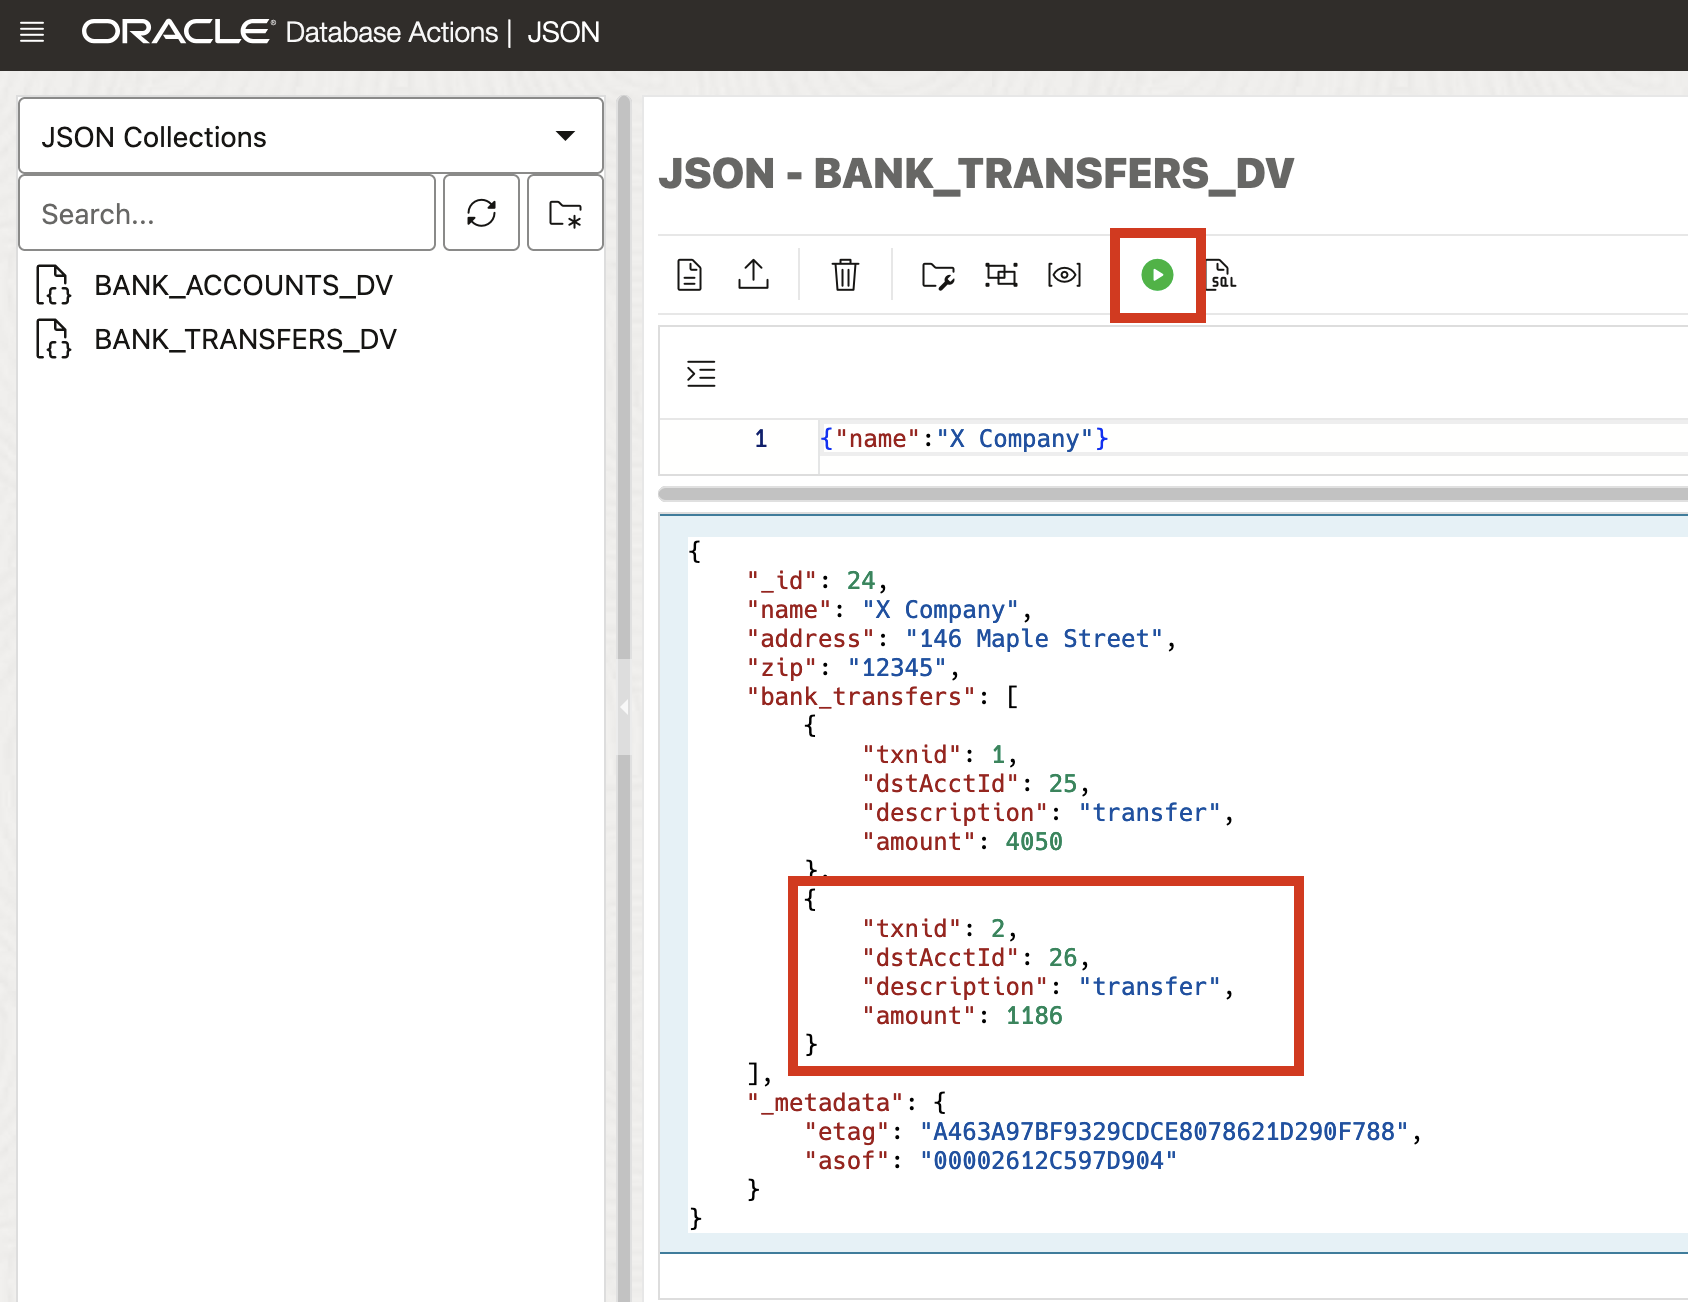 ORACLE® Database Actions | JSON
JSON Collections
Search...
BANK_ACCOUNTS_DV
BANK_TRANSFERS_DV
JSON - BANK_TRANSFERS_DV
SQL
1 {"name":"X Company"}
{
    "_id": 24,
    "name": "X Company",
    "address": "146 Maple Street",
    "zip": "12345",
    "bank_transfers": [
        {
            "txnid": 1,
            "dstAcctId": 25,
            "description": "transfer",
            "amount": 4050
        },
        {
            "txnid": 2,
            "dstAcctId": 26,
            "description": "transfer",
            "amount": 1186
        }
    ],
    "_metadata": {
        "etag": "A463A97BF9329CDCE8078621D290F788",
        "asof": "00002612C597D904"
    }
}